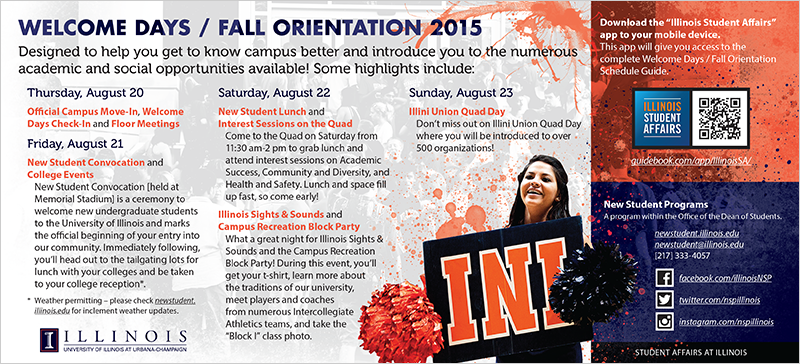 WELCOME DAYS / FALL ORIENTATION 2015
Designed to help you get to know campus better and introduce you to the numerous
academic and social opportunities available! Some highlights include:
Thursday, August 20
Official Campus Move-In, Welcome
Days Check-In and Floor Meetings
Friday, August 21
New Student Convocation and
College Events
New Student Convocation [held at
Memorial Stadium] is a ceremony to
welcome new undergraduate students
to the University of Illinois and marks
the official beginning of your entry into
our community. Immediately following,
you'll head out to the tailgating lots for
lunch with your colleges and be taken
to your college reception*.
* Weather permitting – please check newstudent.
illinois.edu for inclement weather updates.
I ILLINOIS
UNIVERSITY OF ILLINOIS AT URBANA-CHAMPAIGN
Saturday, August 22
New Student Lunch and
Interest Sessions on the Quad
Come to the Quad on Saturday from
11:30 am-2 pm to grab lunch and
attend interest sessions on Academic
Success, Community and Diversity, and
Health and Safety. Lunch and space fill
up fast, so come early!
Illinois Sights & Sounds and
Campus Recreation Block Party
What a great night for Illinois Sights &
Sounds and the Campus Recreation
Block Party! During this event, you'll
get your t-shirt, learn more about
the traditions of our university,
meet players and coaches
from numerous Intercollegiate
Athletics teams, and take the
"Block I" class photo.
Sunday, August 23
Illini Union Quad Day
Don't miss out on Illini Union Quad Day
where you will be introduced to over
500 organizations!
INI
Download the "Illinois Student Affairs"
app to your mobile device.
This app will give you access to the
complete Welcome Days / Fall Orientation
Schedule Guide.
ILLINOIS
STUDENT
AFFAIRS
guidebook.com/app/IllinoisSA/
New Student Programs
A program within the Office of the Dean of Students.
newstudent.illinois.edu
newstudent@illinois.edu
[217] 333-4057
facebook.com/illinoisNSP
twitter.com/nspillinois
instagram.com/nspillinois
STUDENT AFFAIRS AT ILLINOIS